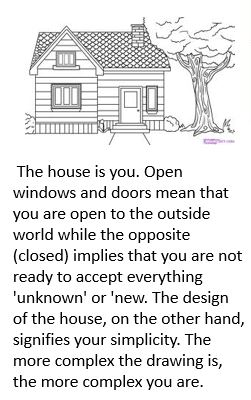 The house is you. Open
windows and doors mean that
you are open to the outside
world while the opposite
(closed) implies that you are not
ready to accept everything
'unknown' or 'new. The design
of the house, on the other hand,
signifies your simplicity. The
more complex the drawing is,
the more complex you are.